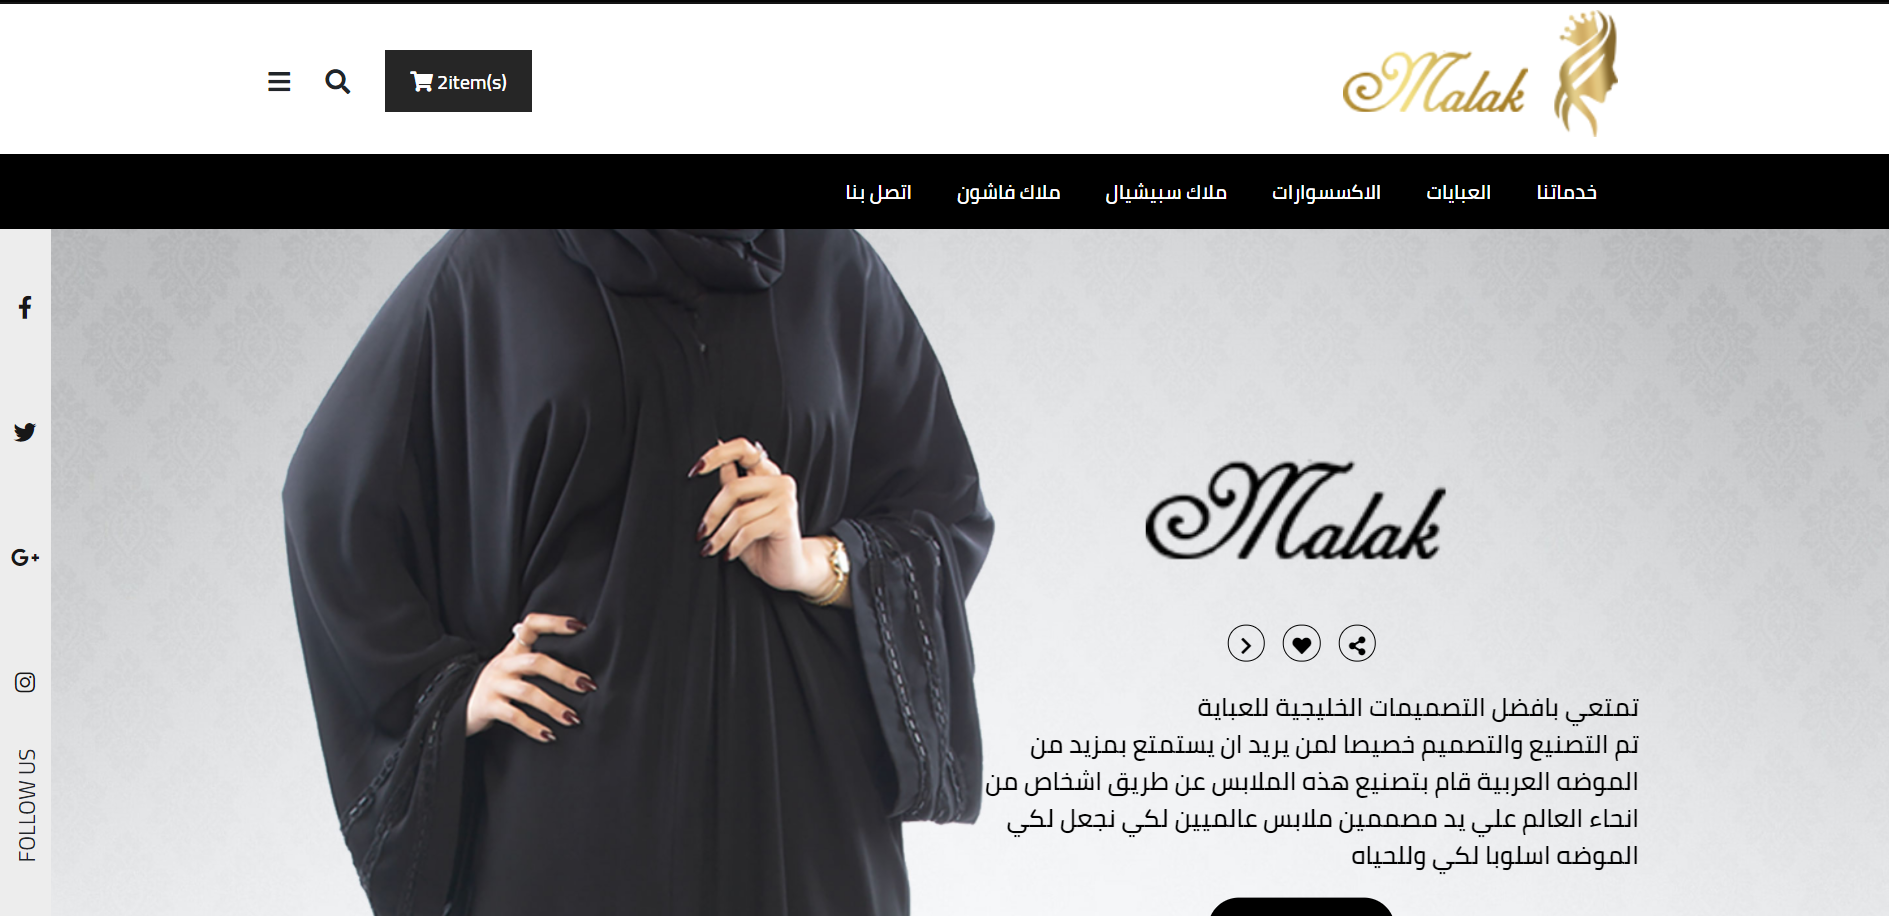 Malak
2item(s)
خدماتنا
العبايات
الاكسسوارات
ملاك سبيشيال
ملاك فاشون
اتصل بنا
Malak
تمتعي بافضل التصميمات الخليجية للعباية
تم التصنيع والتصميم خصيصا لمن يريد ان يستمتع بمزيد من
الموضه العربية قام بتصنيع هذه الملابس عن طريق اشخاص من
انحاء العالم علي يد مصممين ملابس عالميين لكي نجعل لكي
الموضه اسلوبا لكي وللحياه
G+
FOLLOW US